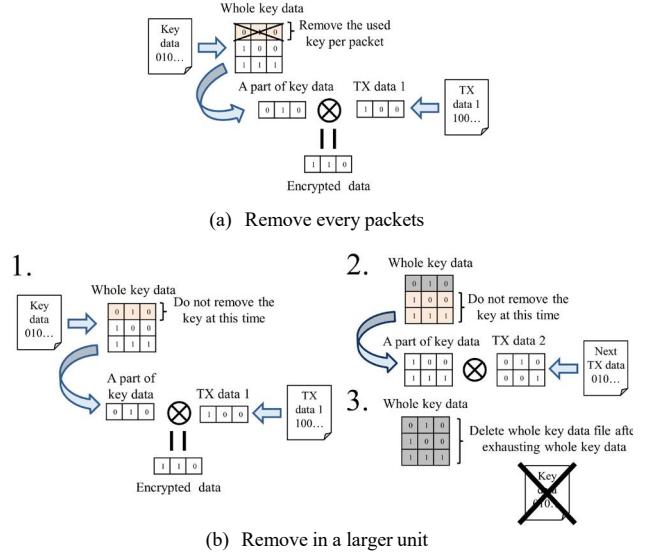 Whole key data
Key
data
010…
0 1 0
1 0 0
1 1 1
Remove the used
key per packet
A part of key data
TX data 1
0 1 0
1 0 0
TX
data 1
100…
1 1 0
Encrypted data
(a) Remove every packets
1.
Whole key data
Key
data
010…
0 1 0
1 0 0
1 1 1
Do not remove the
key at this time
A part of
key data
TX data 1
0 1 0
1 0 0
TX
data 1
100…
1 1 0
Encrypted data
2.
Whole key data
0 1 0
1 0 0
1 1 1
Do not remove the
key at this time
A part of key data
TX data 2
1 0 0
1 1 1
0 1 0
0 0 1
Next
TX data
010…
3.
Whole key data
0 1 0
1 0 0
1 1 1
Delete whole key data file afte
exhausting whole key data
Key
data
010…
(b) Remove in a larger unit